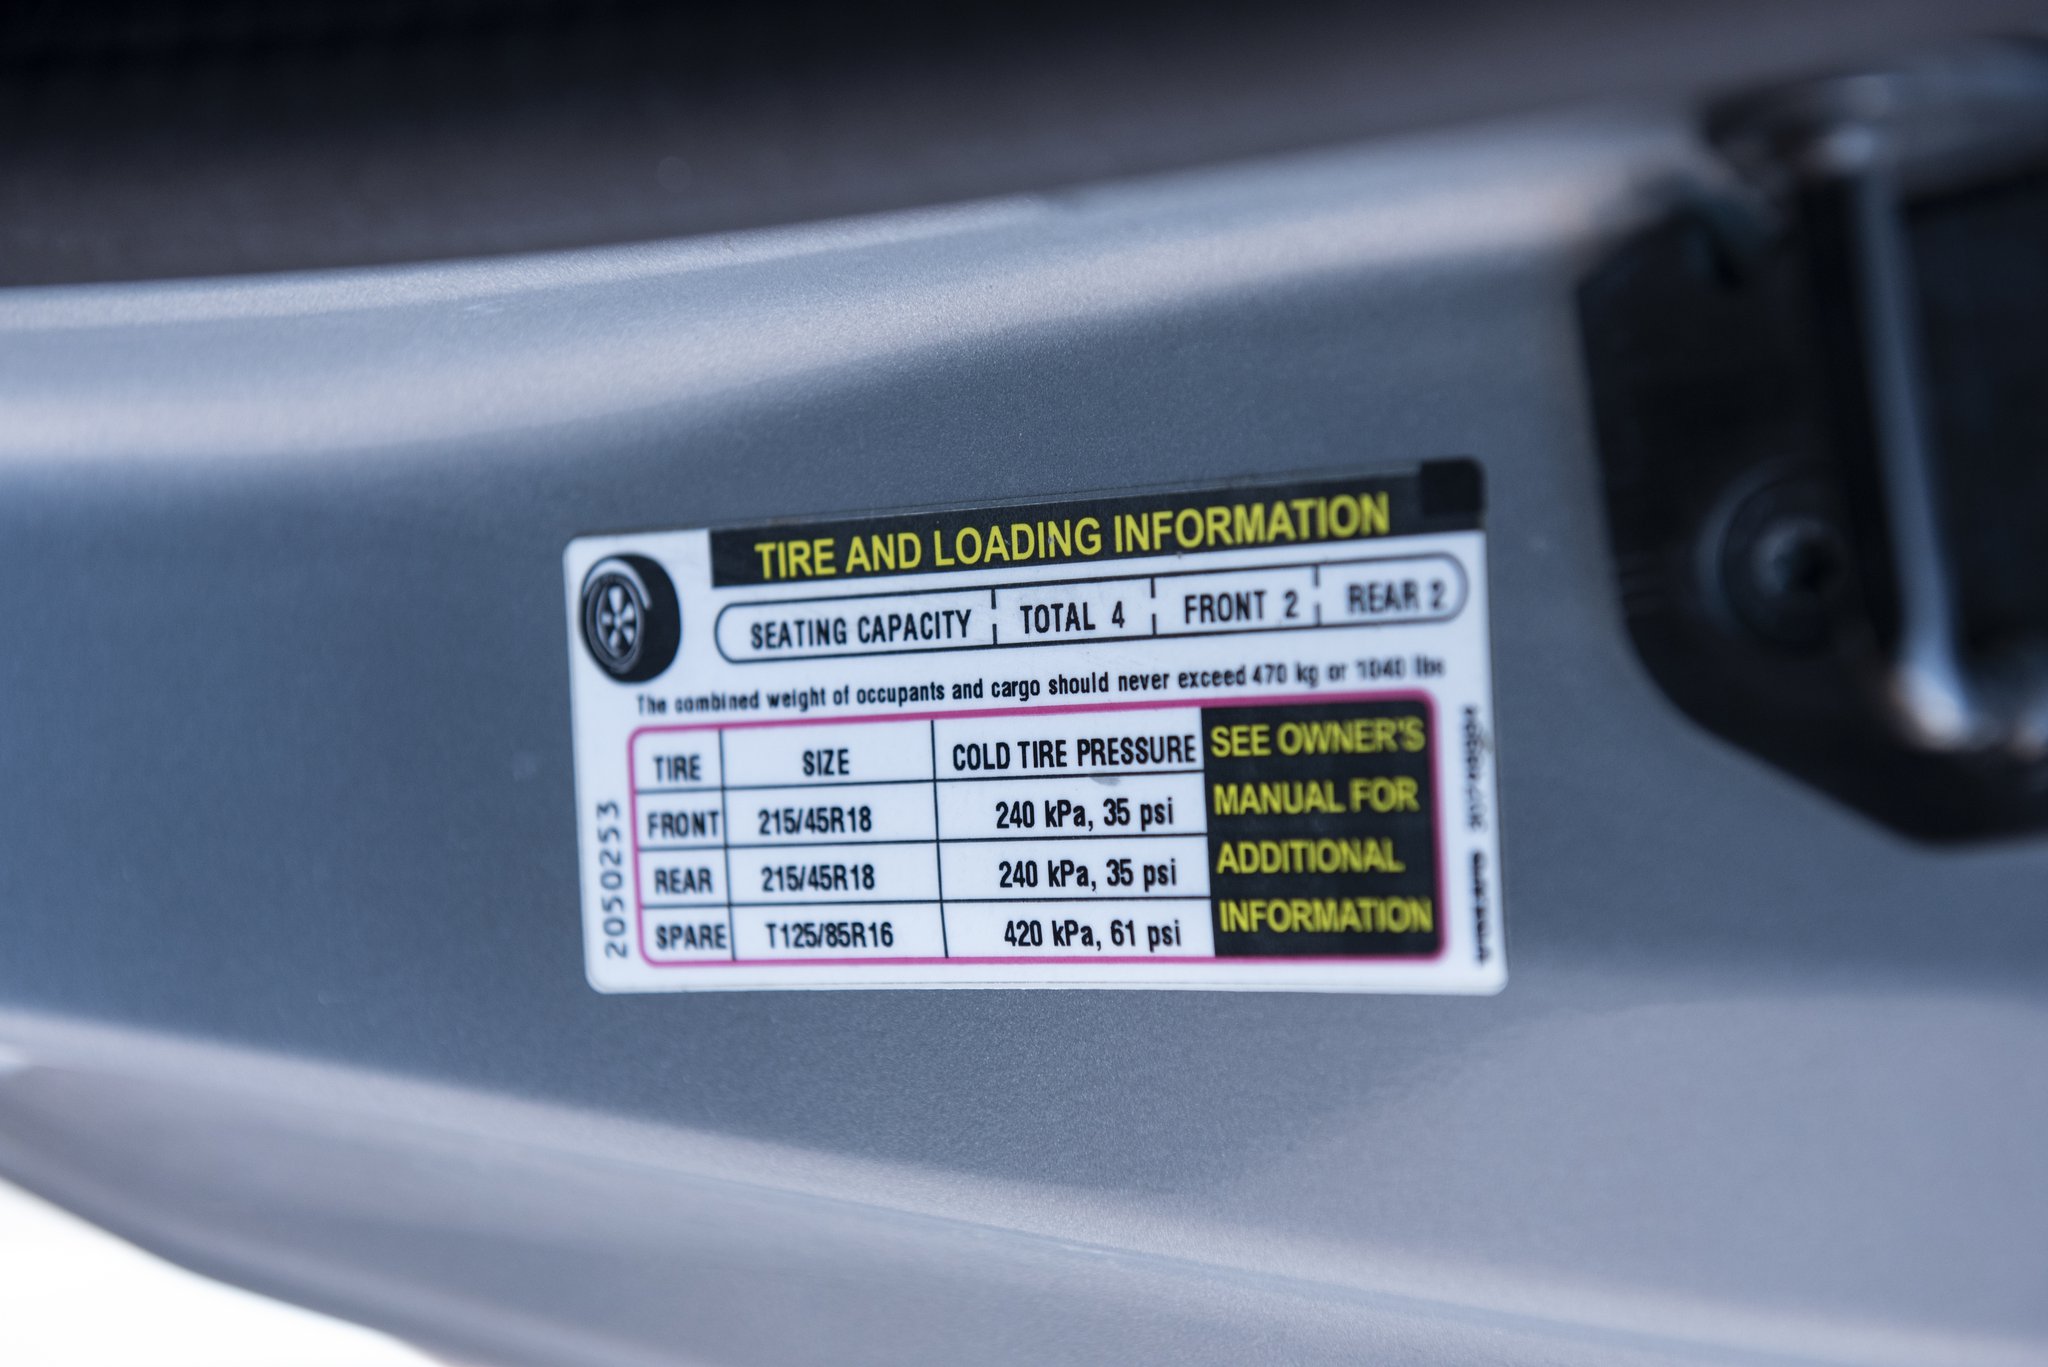 TIRE AND LOADING INFORMATION
SEATING CAPACITY TOTAL 4 FRONT 2 REAR 2
The combined weight of occupants and cargo should never exceed 470 kg or 1040 lbs
TIRE SIZE COLD TIRE PRESSURE
FRONT 215/45R18 240 kPa, 35 psi
REAR 215/45R18 240 kPa, 35 psi
SPARE T125/85R16 420 kPa, 61 psi
SEE OWNER'S
MANUAL FOR
ADDITIONAL
INFORMATION
2050253